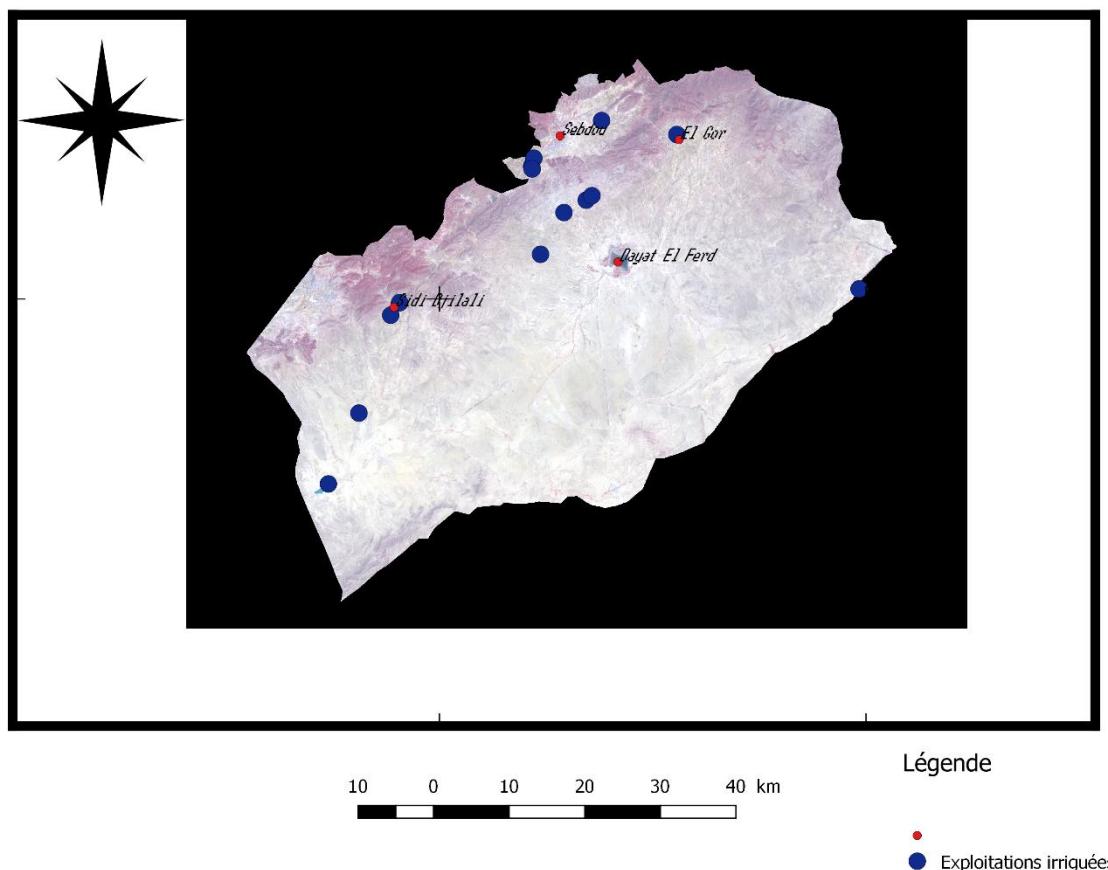 Sebdou
El Gor
Dayat El Ferd
Sidi Djilali
10 0 10 20 30 40 km
Légende
Exploitations irriguées